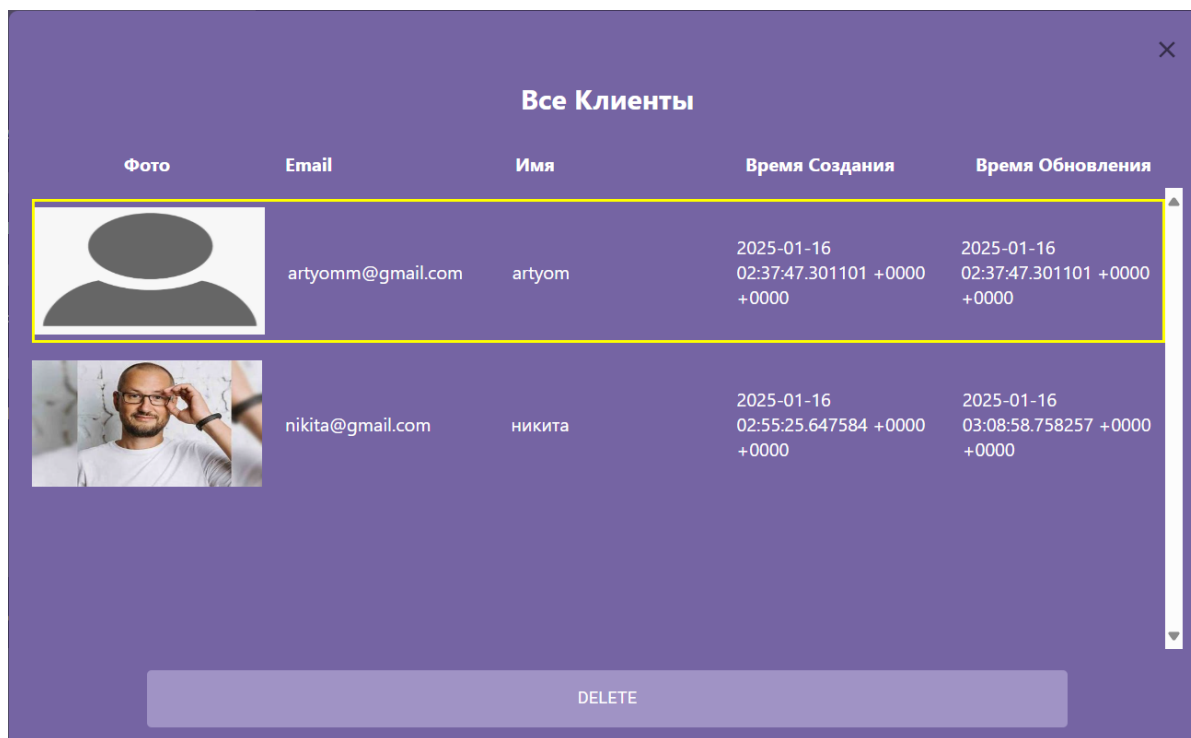 Все Клиенты
Фото Email Имя Время Создания Время Обновления
artyomm@gmail.com artyom 2025-01-16 02:37:47.301101 +0000 +0000 2025-01-16 02:37:47.301101 +0000 +0000
nikita@gmail.com никита 2025-01-16 02:55:25.647584 +0000 +0000 2025-01-16 03:08:58.758257 +0000 +0000
DELETE